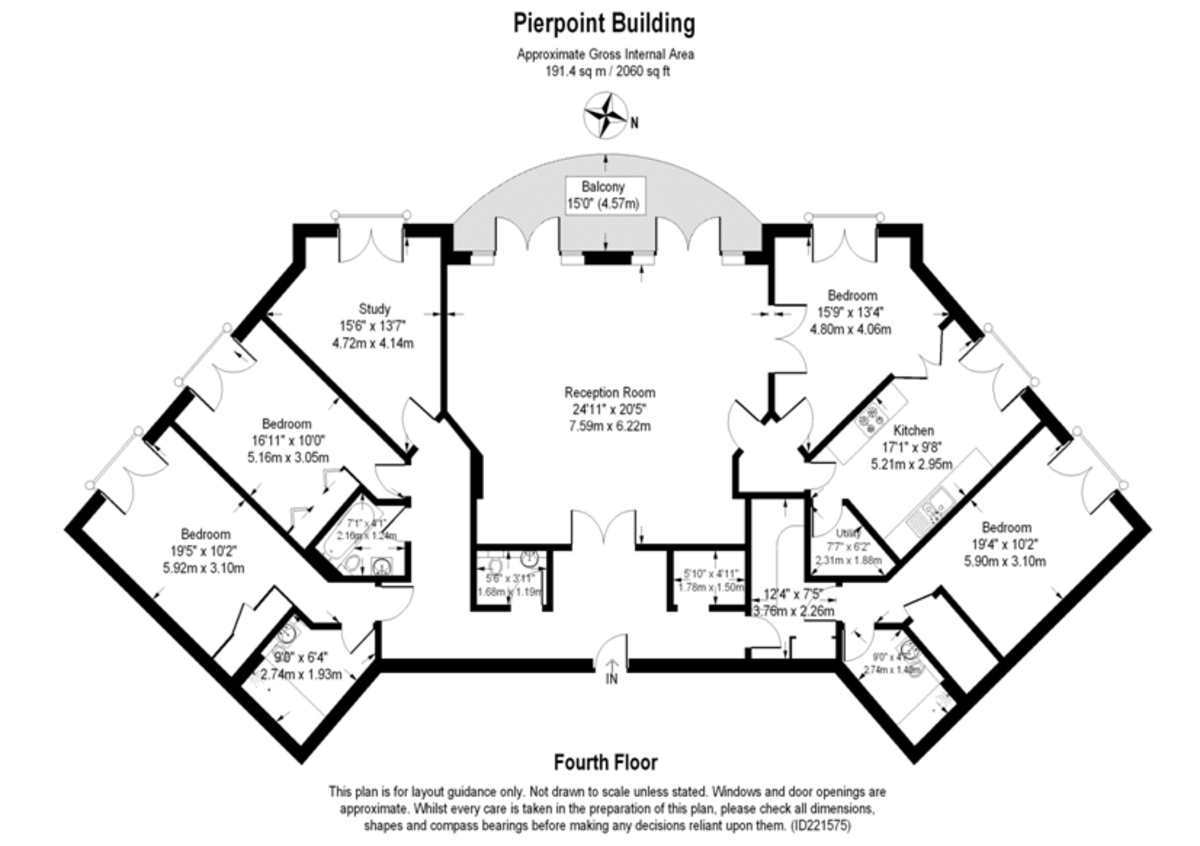 Pierpoint Building
Approximate Gross Internal Area
191.4 sq m / 2060 sq ft
N
Balcony
15'0" (4.57m)
Study
15'6" x 13'7"
4.72m x 4.14m
Bedroom
15'9" x 13'4"
4.80m x 4.06m
Reception Room
24'11" x 20'5"
7.59m x 6.22m
Bedroom
16'11" x 10'0"
5.16m x 3.05m
Kitchen
17'1" x 9'8"
5.21m x 2.95m
Bedroom
19'5" x 10'2"
5.92m x 3.10m
7'1" x 4'1"
2.16m x 1.24m
Utility
7'7" x 6'2"
2.31m x 1.88m
Bedroom
19'4" x 10'2"
5.90m x 3.10m
5'6" x 3'11"
1.68m x 1.19m
5'10" x 4'11"
1.78m x 1.50m
12'4" x 7'5"
3.76m x 2.26m
9'0" x 6'4"
2.74m x 1.93m
9'0" x
2.74m x
IN
Fourth Floor
This plan is for layout guidance only. Not drawn to scale unless stated. Windows and door openings are
approximate. Whilst every care is taken in the preparation of this plan, please check all dimensions,
shapes and compass bearings before making any decisions reliant upon them. (ID221575)